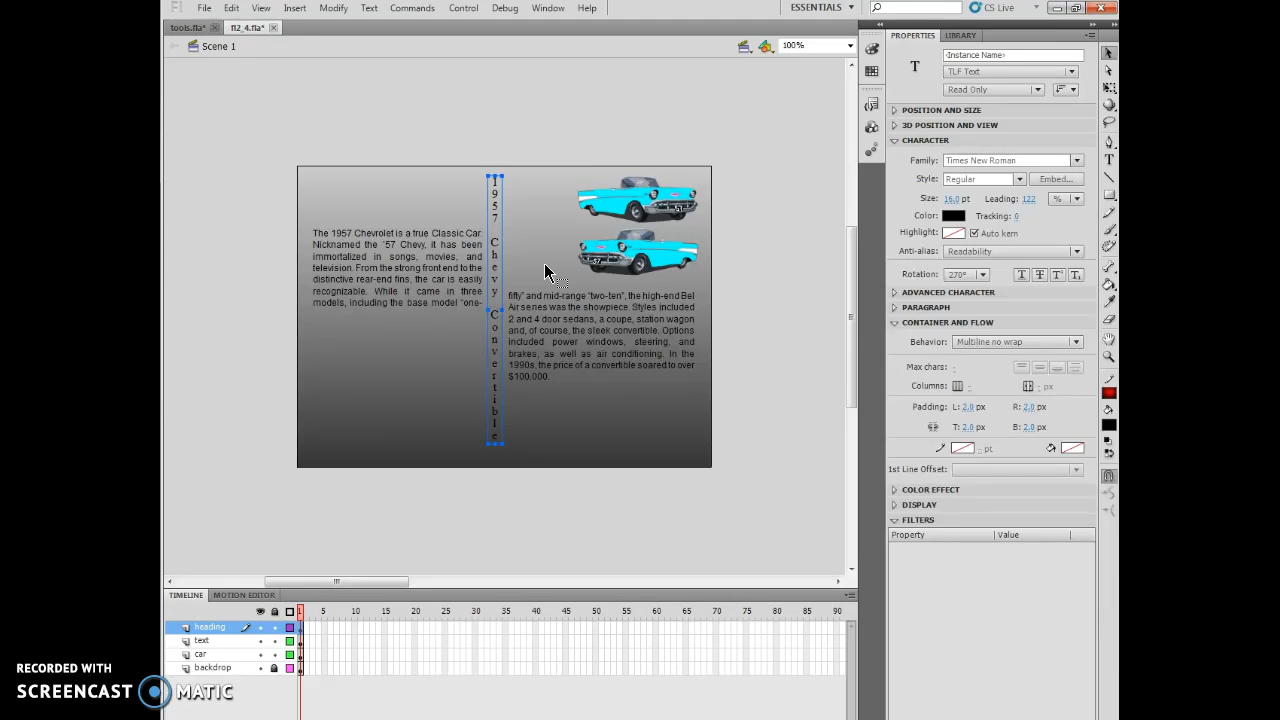 File Edit View Insert Modify Text Commands Control Debug Window Help
ESSENTIALS
CS Live
tools.fla*
fl2_4.fla*
Scene 1
100%
1957 Chevy Convertible
The 1957 Chevrolet is a true Classic Car.
Nicknamed the '57 Chevy, it has been
immortalized in songs, movies, and
television. From the strong front end to the
distinctive rear-end fins, the car is easily
recognizable. While it came in three
models, including the base model "one-
fifty" and mid-range "two-ten", the high-end Bel
Air series was the showpiece. Styles included
2 and 4 door sedans, a coupe, station wagon
and, of course, the sleek convertible. Options
included power windows, steering, and
brakes, as well as air conditioning. In the
1990s, the price of a convertible soared to over
$100,000.
PROPERTIES LIBRARY
<Instance Name>
T
TLF Text
Read Only
POSITION AND SIZE
3D POSITION AND VIEW
CHARACTER
Family: Times New Roman
Style: Regular Embed...
Size: 16.0 pt Leading: 122 %
Color: Tracking: 0
Highlight: Auto kern
Anti-alias: Readability
Rotation: 270°
ADVANCED CHARACTER
PARAGRAPH
CONTAINER AND FLOW
Behavior: Multiline no wrap
Max chars: -
Columns: - - px
Padding: L: 2.0 px R: 2.0 px
T: 2.0 px B: 2.0 px
- pt
1st Line Offset:
COLOR EFFECT
DISPLAY
FILTERS
Property Value
TIMELINE MOTION EDITOR
1 5 10 15 20 25 30 35 40 45 50 55 60 65 70 75 80 85 90
heading
text
car
backdrop
RECORDED WITH
SCREENCAST MATIC